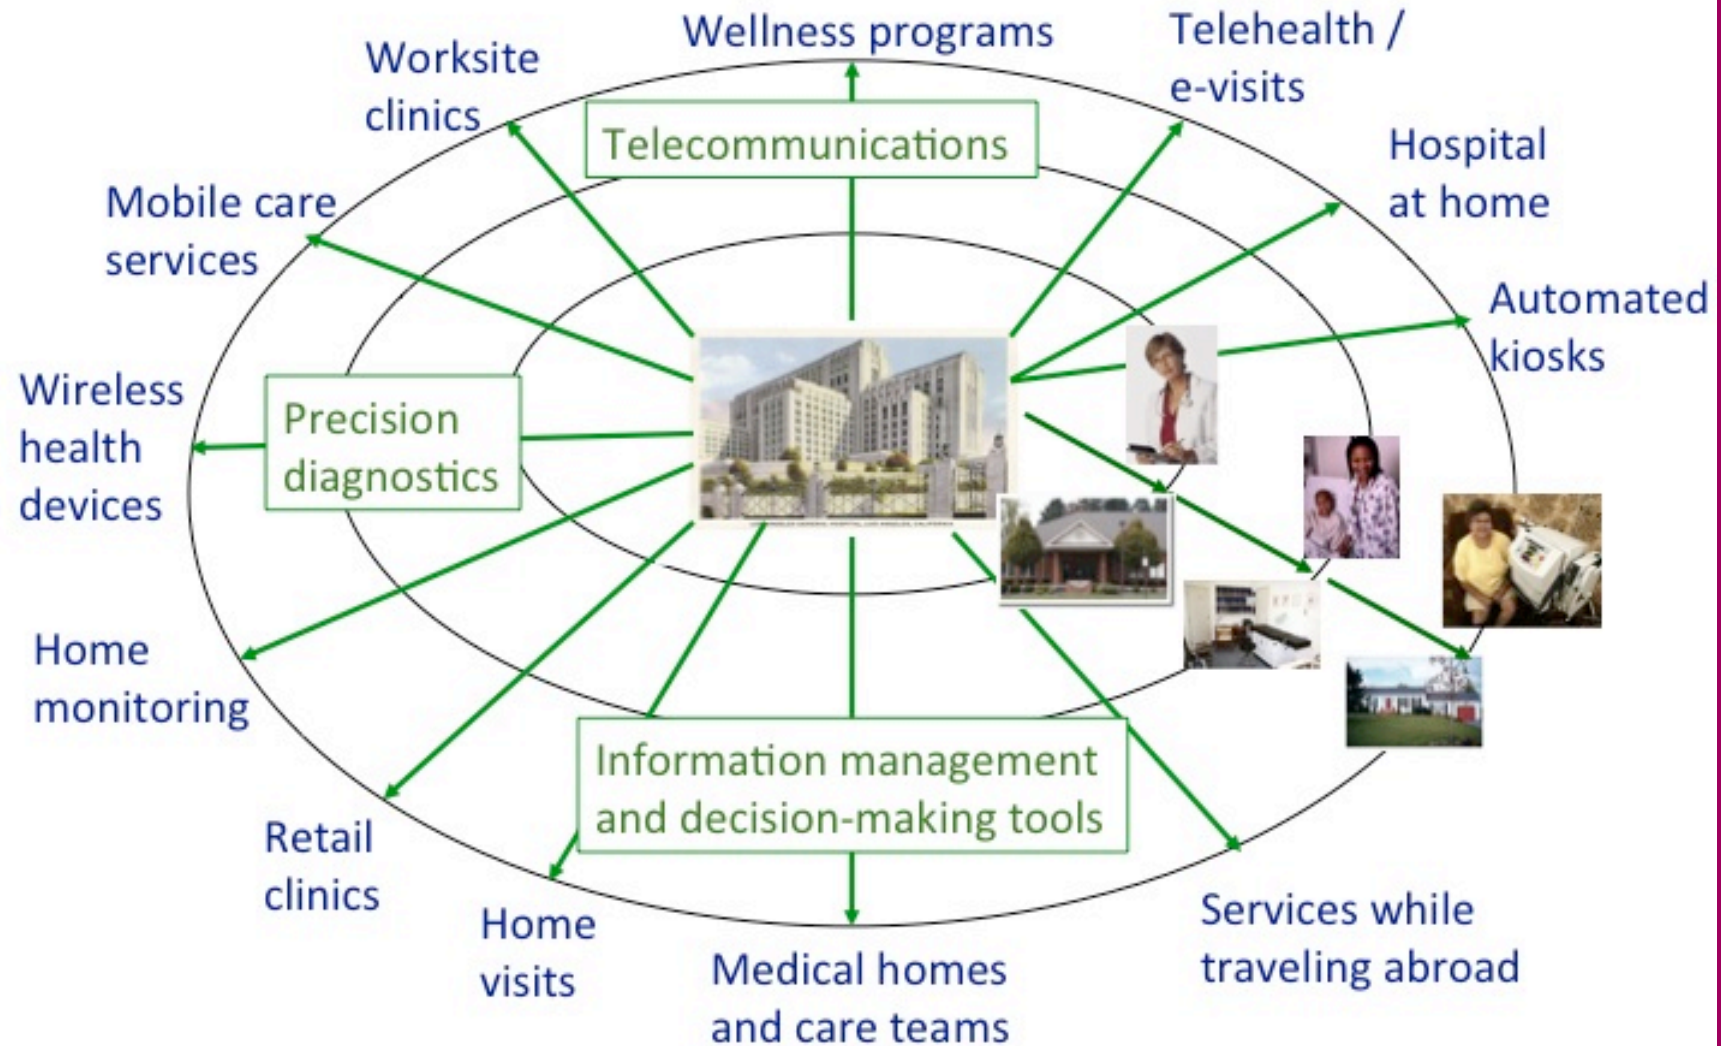 Wellness programs
Telehealth /
e-visits
Worksite
clinics
Telecommunications
Hospital
at home
Mobile care
services
Automated
kiosks
Wireless
health
devices
Precision
diagnostics
Home
monitoring
Information management
and decision-making tools
Retail
clinics
Home
visits
Medical homes
and care teams
Services while
traveling abroad